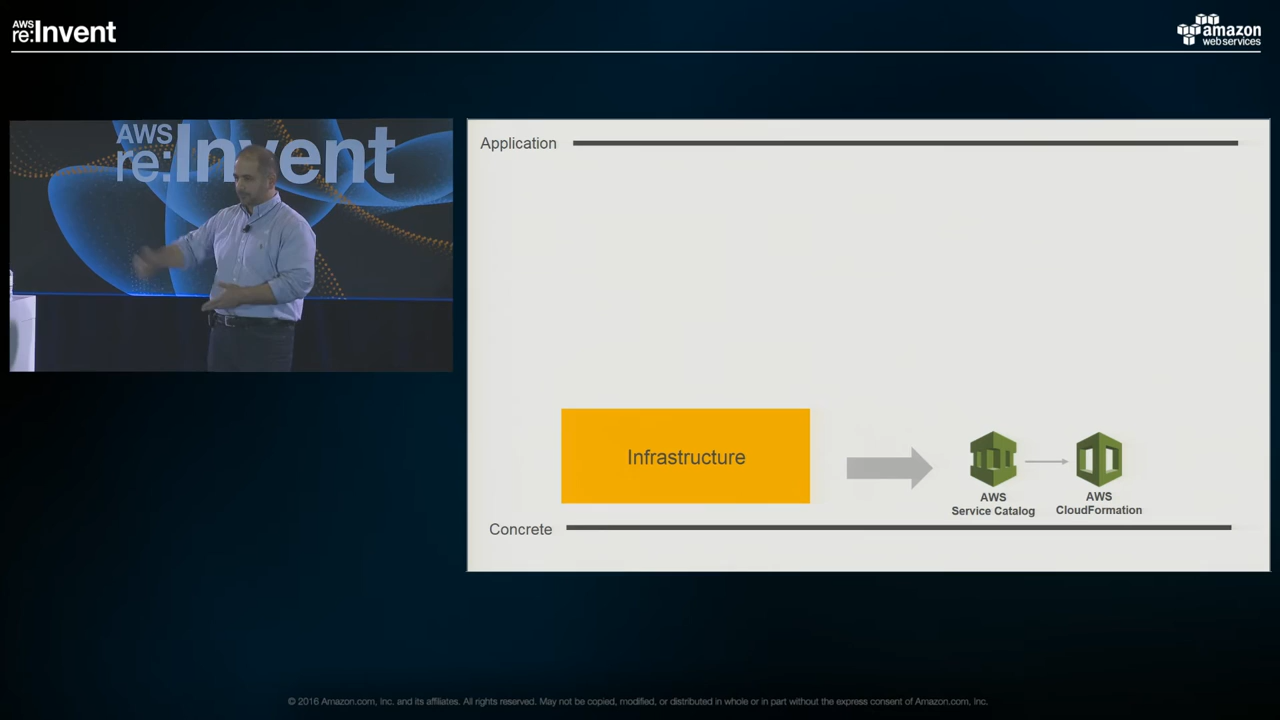 AWS
re:Invent
amazon
web services
AWS
re:Invent
Application
Infrastructure
AWS
Service Catalog
AWS
CloudFormation
Concrete
© 2016 Amazon.com, Inc. and its affiliates. All rights reserved. May not be copied, modified, or distributed in whole or in part without the express consent of Amazon.com, Inc.